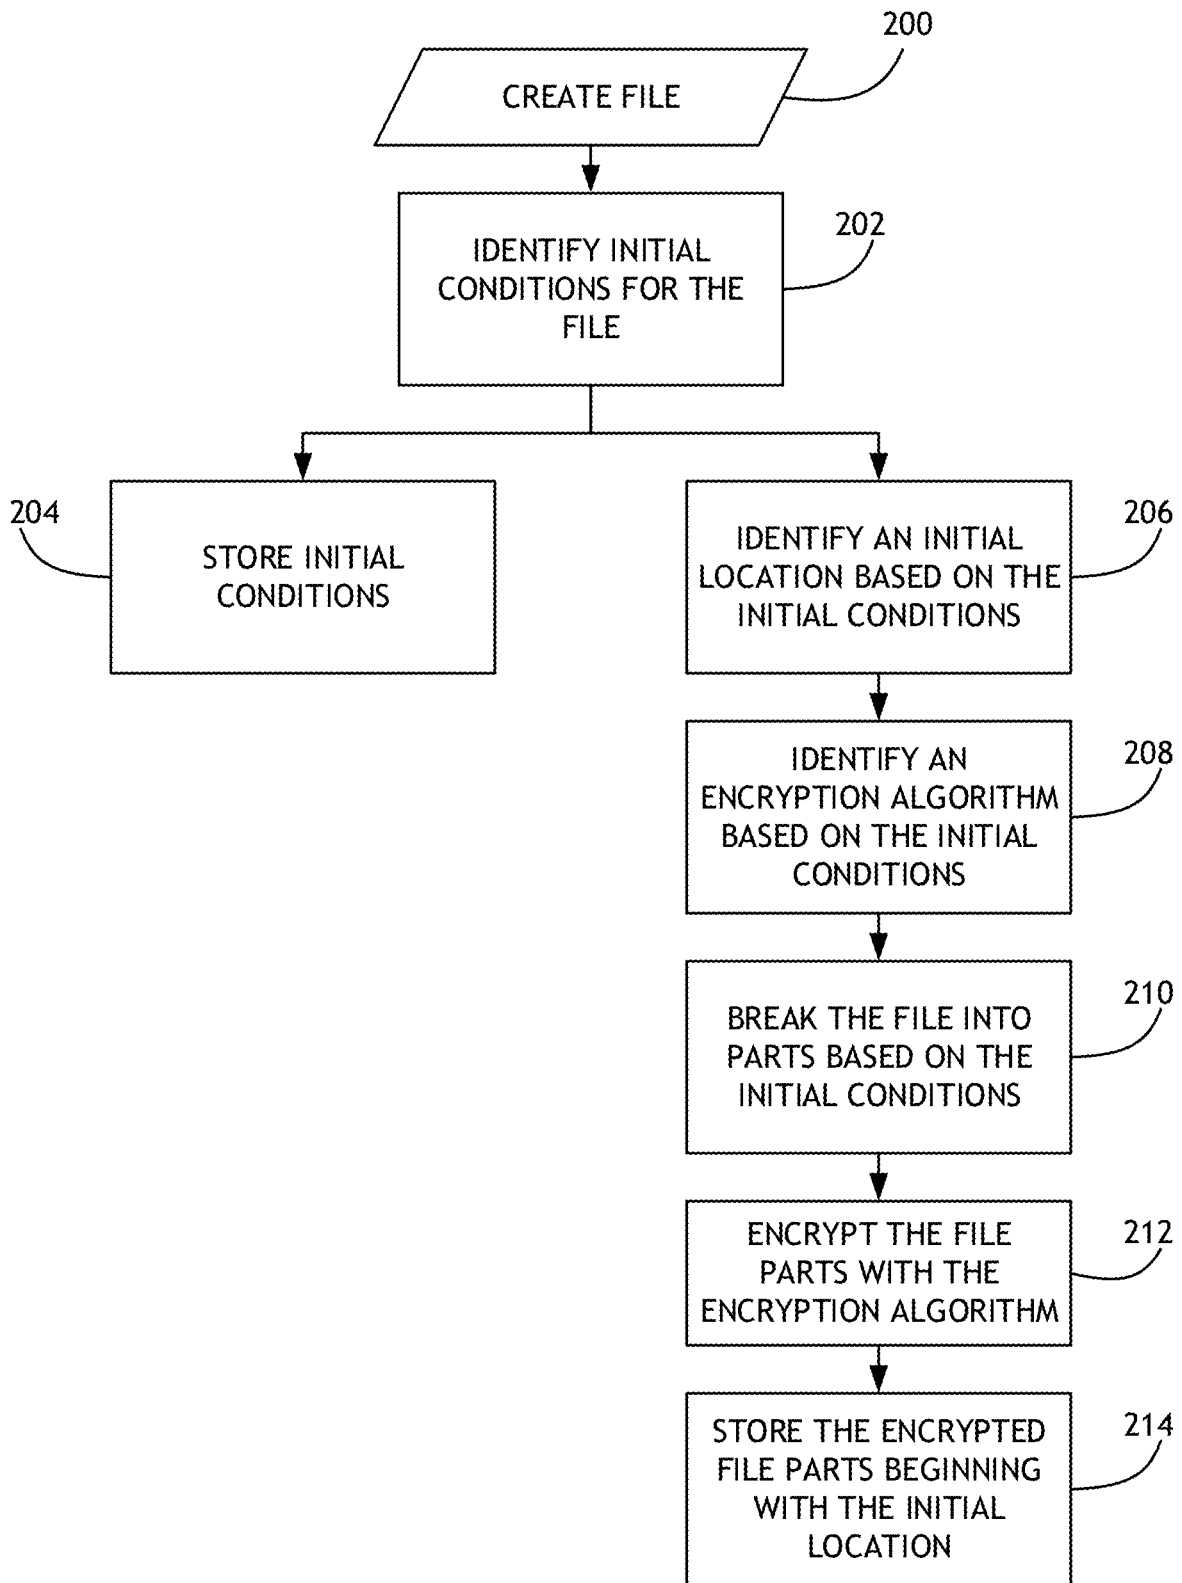 200
CREATE FILE
202
IDENTIFY INITIAL
CONDITIONS FOR THE
FILE
204
STORE INITIAL
CONDITIONS
206
IDENTIFY AN INITIAL
LOCATION BASED ON THE
INITIAL CONDITIONS
208
IDENTIFY AN
ENCRYPTION ALGORITHM
BASED ON THE INITIAL
CONDITIONS
210
BREAK THE FILE INTO
PARTS BASED ON THE
INITIAL CONDITIONS
212
ENCRYPT THE FILE
PARTS WITH THE
ENCRYPTION ALGORITHM
214
STORE THE ENCRYPTED
FILE PARTS BEGINNING
WITH THE INITIAL
LOCATION